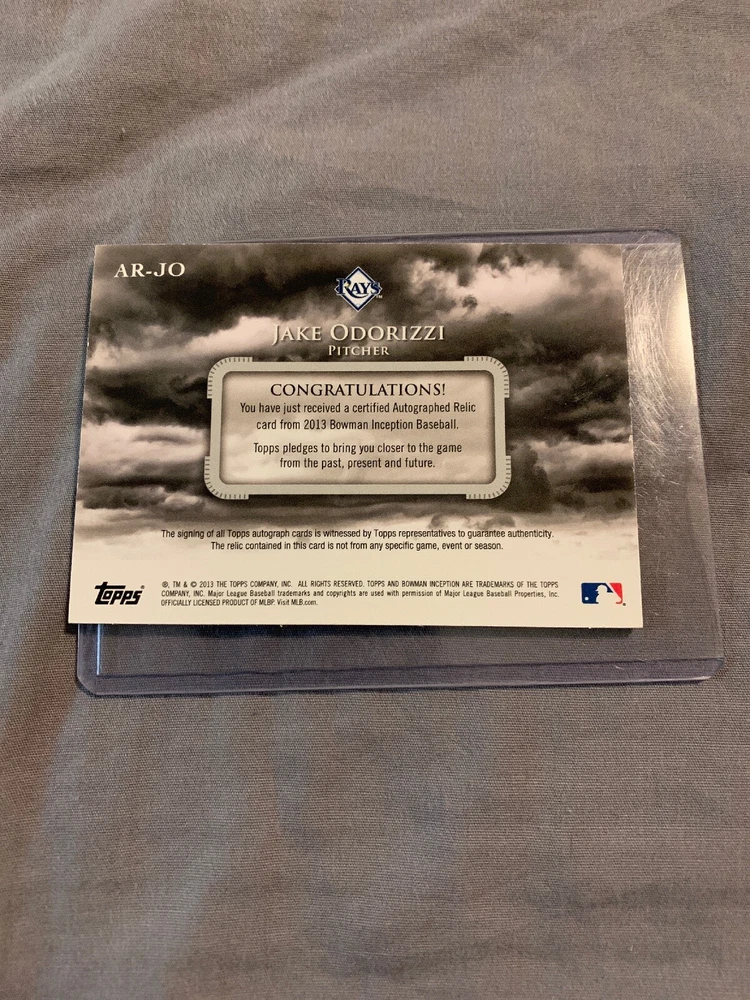 AR-JO
RAYS
TM
JAKE ODORIZZI
PITCHER
CONGRATULATIONS!
You have just received a certified Autographed Relic
card from 2013 Bowman Inception Baseball.
Topps pledges to bring you closer to the game
from the past, present and future.
The signing of all Topps autograph cards is witnessed by Topps representatives to guarantee authenticity.
The relic contained in this card is not from any specific game, event or season.
topps®
®, TM & © 2013 THE TOPPS COMPANY, INC. ALL RIGHTS RESERVED. TOPPS AND BOWMAN INCEPTION ARE TRADEMARKS OF THE TOPPS
COMPANY, INC. Major League Baseball trademarks and copyrights are used with permission of Major League Baseball Properties, Inc.
OFFICIALLY LICENSED PRODUCT OF MLBP. Visit MLB.com.